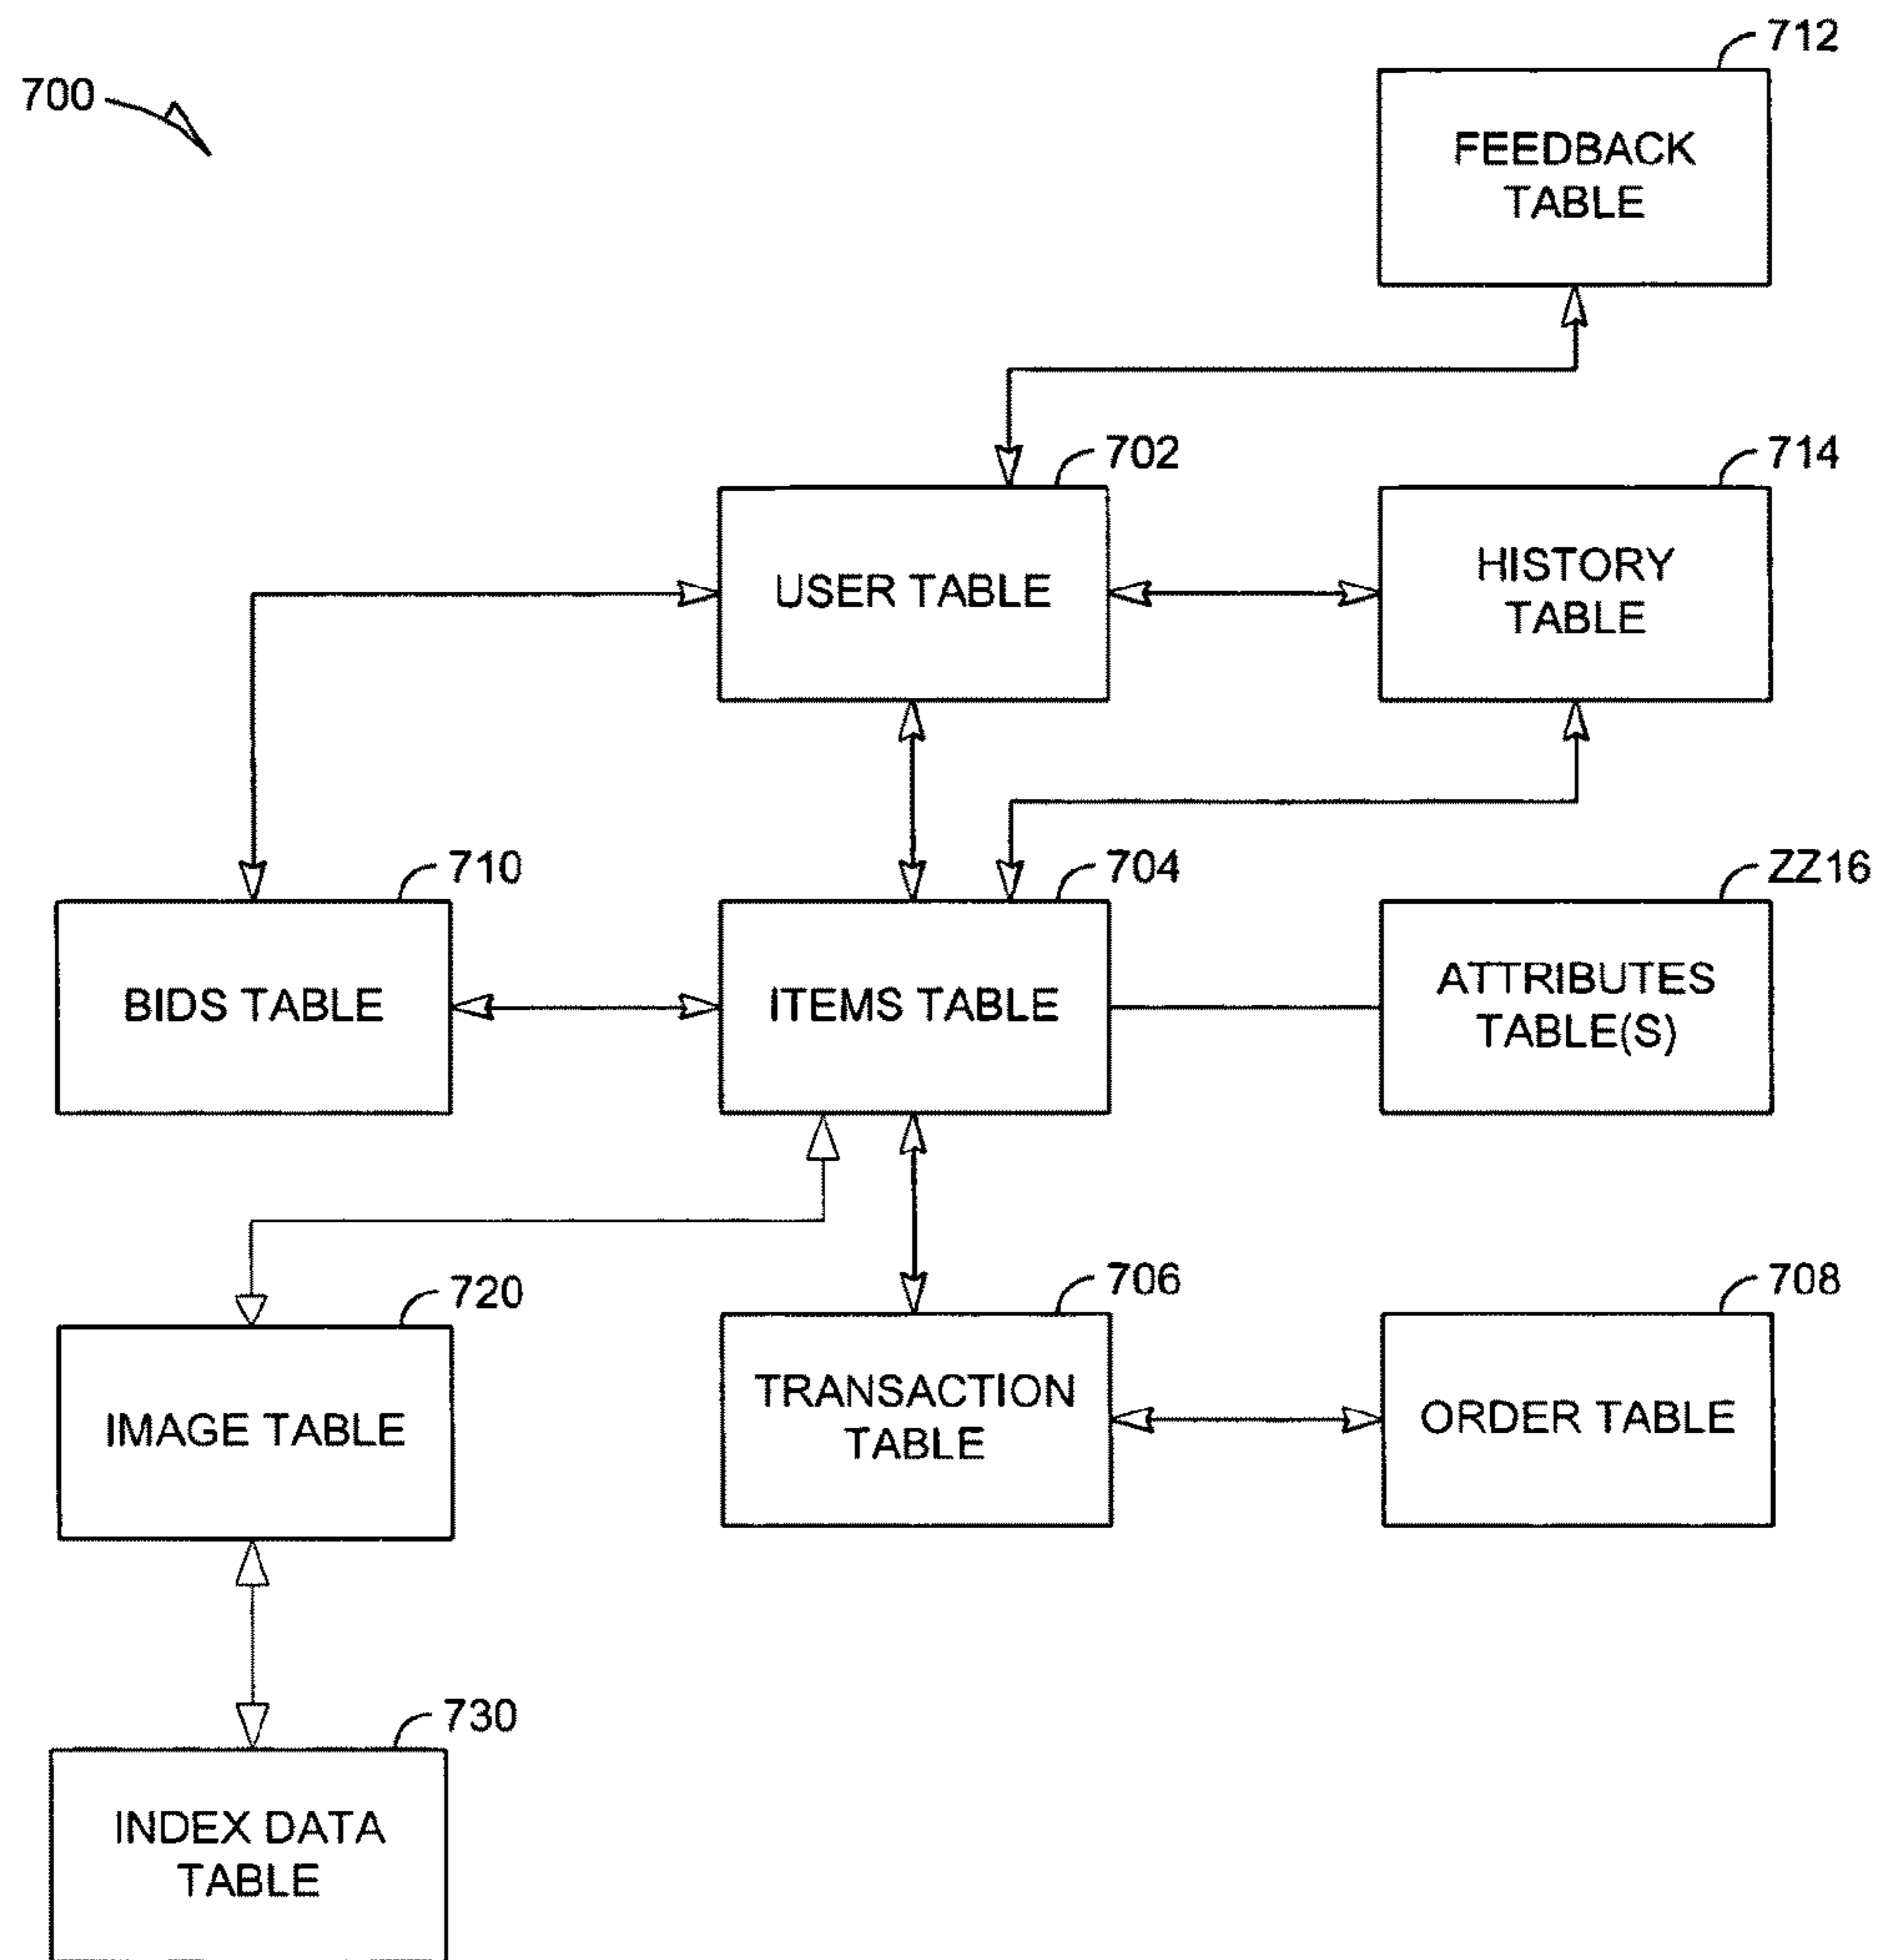 712
700
FEEDBACK
TABLE
702
714
USER TABLE
HISTORY
TABLE
710
704
ZZ16
BIDS TABLE
ITEMS TABLE
ATTRIBUTES
TABLE(S)
720
706
708
IMAGE TABLE
TRANSACTION
TABLE
ORDER TABLE
730
INDEX DATA
TABLE